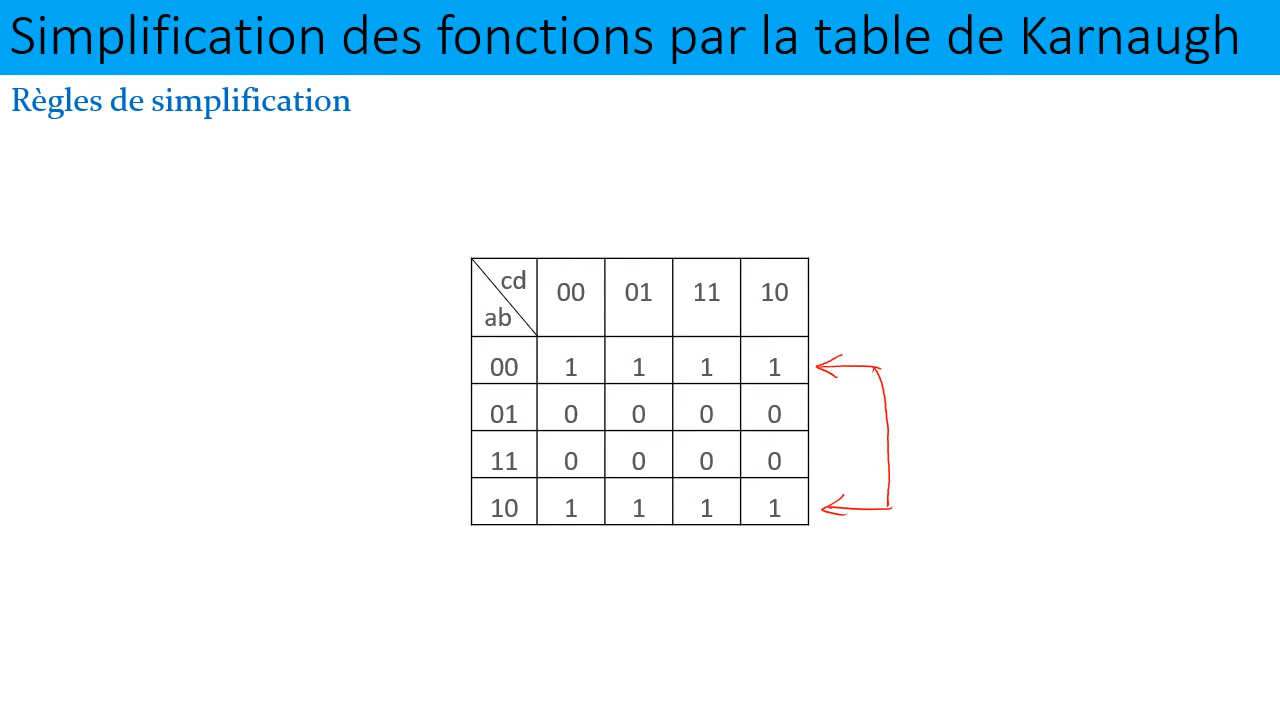 Simplification des fonctions par la table de Karnaugh
Règles de simplification
cd
ab
00 01 11 10
00 1 1 1 1
01 0 0 0 0
11 0 0 0 0
10 1 1 1 1